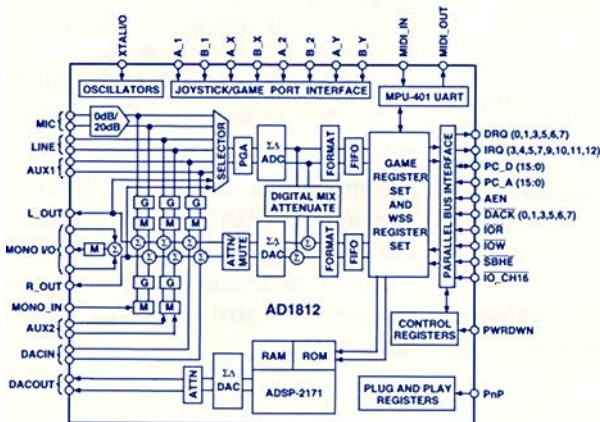 XTALI/O A_1 B_1 A_X B_X A_2 B_2 A_Y B_Y MIDI_IN MIDI_OUT
OSCILLATORS
JOYSTICK/GAME PORT INTERFACE
MPU-401 UART
MIC
LINE
AUX1
L_OUT
MONO I/O
R_OUT
MONO_IN
AUX2
DACIN
DACOUT
0dB/
20dB
SELECTOR
PGA
ΣΔ
ADC
FORMAT
FIFO
G G G
M M M
M
Σ Σ Σ Σ Σ
Σ Σ Σ Σ Σ
G G
M M
DIGITAL MIX
ATTENUATE
ATTN/
MUTE
ΣΔ
DAC
Σ Σ
FORMAT
FIFO
GAME
REGISTER
SET
AND
WSS
REGISTER
SET
PARALLEL BUS INTERFACE
DRQ (0,1,3,5,6,7)
IRQ (3,4,5,7,9,10,11,12)
PC_D (15:0)
PC_A (15:0)
AEN
DACK (0,1,3,5,6,7)
IOR
IOW
SBHE
IO_CH16
PWRDWN
PnP
AD1812
CONTROL
REGISTERS
ATTN
ΣΔ
DAC
RAM ROM
ADSP-2171
PLUG AND PLAY
REGISTERS